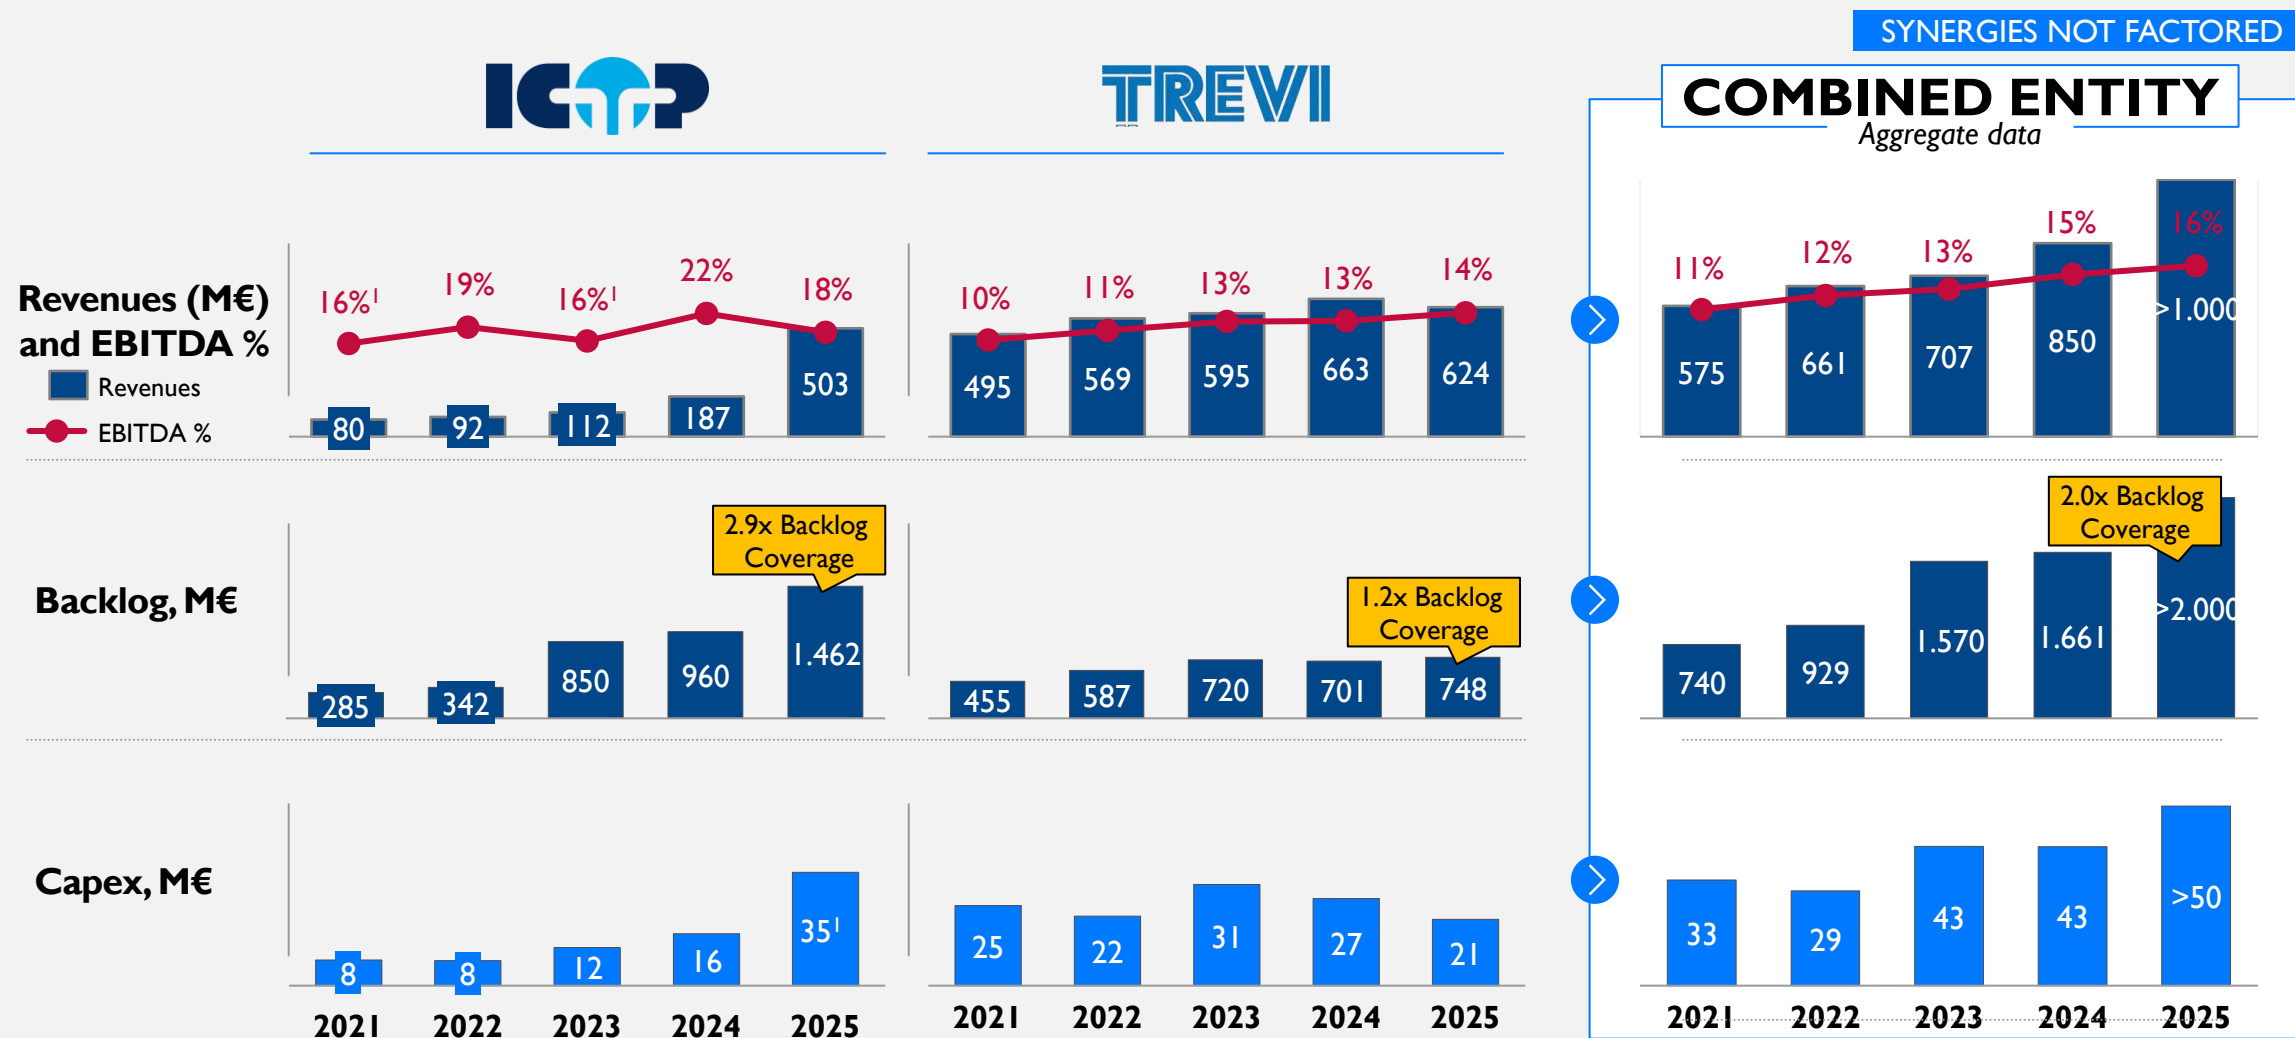 SYNERGIES NOT FACTORED
ICOP
TREVI
COMBINED ENTITY
Aggregate data
Revenues (M€)
and EBITDA %
Revenues
EBITDA %
16%¹ 19% 16%¹ 22% 18%
80 92 112 187 503
10% 11% 13% 13% 14%
495 569 595 663 624
11% 12% 13% 15% 16%
575 661 707 850 >1.000
Backlog, M€
2.9x Backlog
Coverage
285 342 850 960 1.462
1.2x Backlog
Coverage
455 587 720 701 748
2.0x Backlog
Coverage
740 929 1.570 1.661 >2.000
Capex, M€
8 8 12 16 35¹
25 22 31 27 21
33 29 43 43 >50
2021 2022 2023 2024 2025
2021 2022 2023 2024 2025
2021 2022 2023 2024 2025